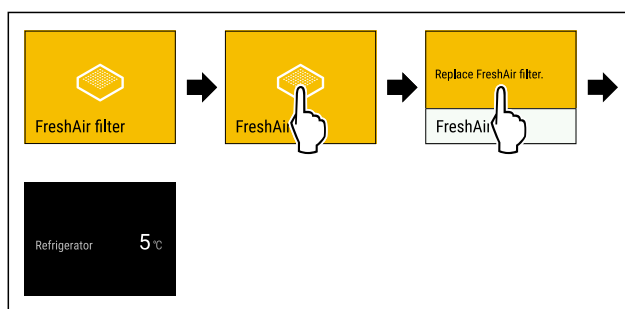 FreshAir filter
FreshAi
Replace FreshAir filter.
FreshAi
Refrigerator 5 °C